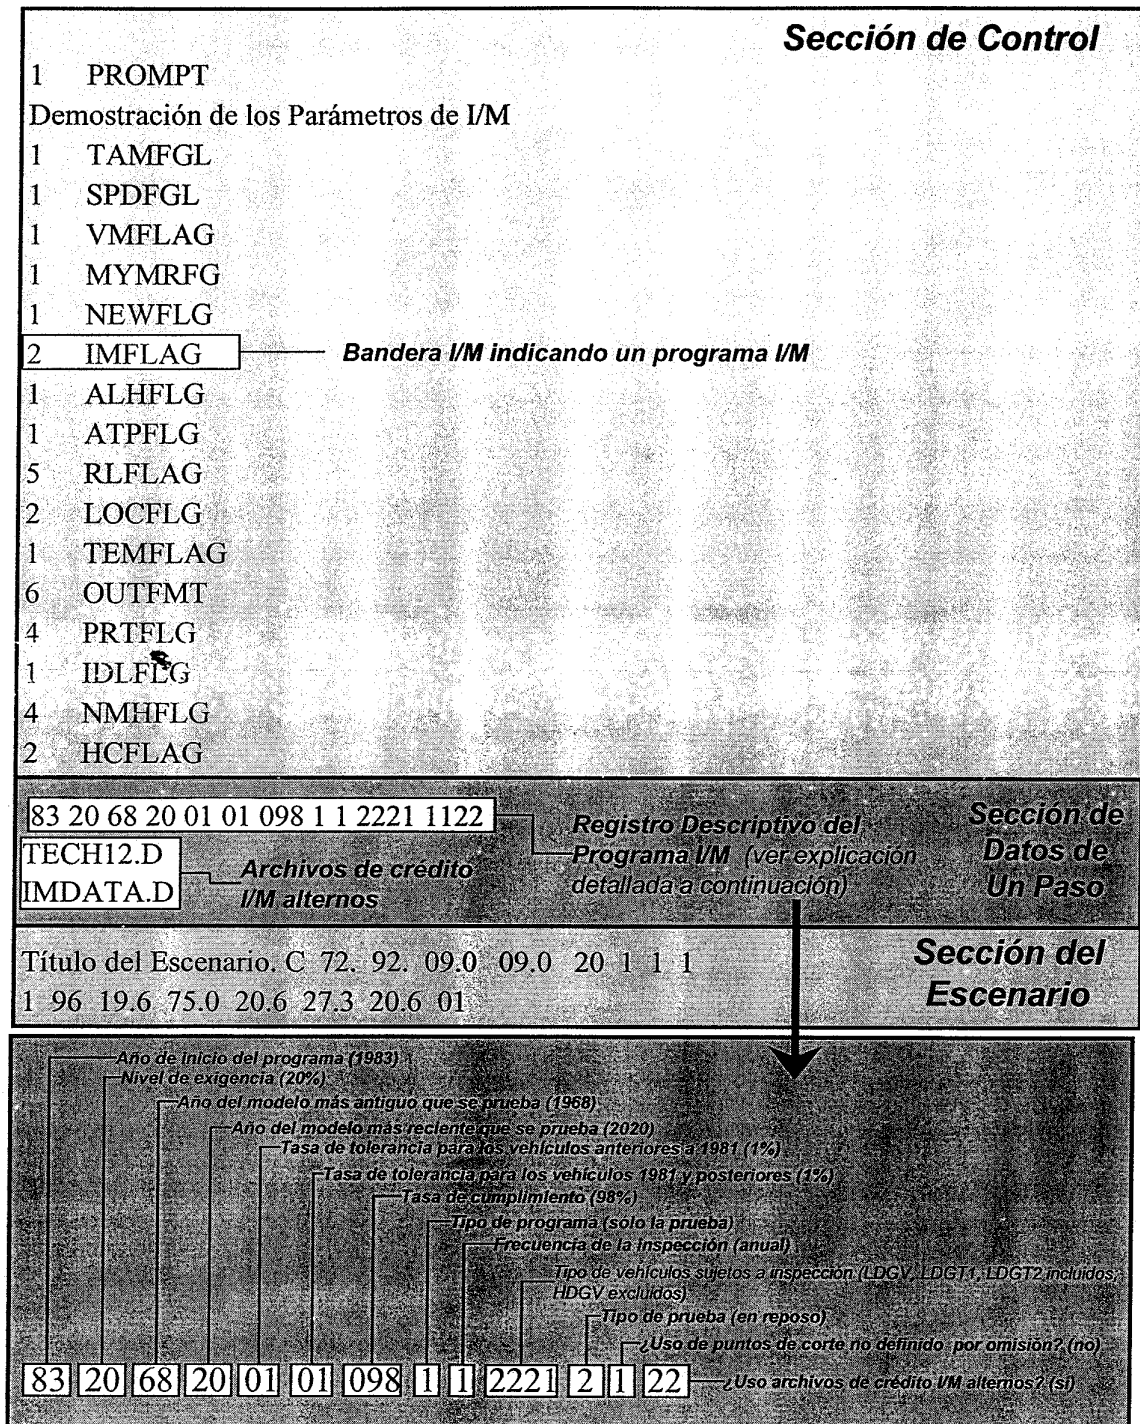 Sección de Control
1 PROMPT
Demostración de los Parámetros de I/M
1 TAMFGL
1 SPDFGL
1 VMFLAG
1 MYMRFG
1 NEWFLG
2 IMFLAG Bandera I/M indicando un programa I/M
1 ALHFLG
1 ATPFLG
5 RLFLAG
2 LOCFLG
1 TEMFLAG
6 OUTFMT
4 PRTFLG
1 IDLFLG
4 NMHFLG
2 HCFLAG
83 20 68 20 01 01 098 1 1 2221 1122
TECH12.D
IMDATA.D
Archivos de crédito
I/M alternos
Registro Descriptivo del
Programa I/M (ver explicación
detallada a continuación)
Sección de
Datos de
Un Paso
Título del Escenario. C 72. 92. 09.0 09.0 20 1 1 1
1 96 19.6 75.0 20.6 27.3 20.6 01
Sección del
Escenario
Año de inicio del programa (1983)
Nivel de exigencia (20%)
Año del modelo más antiguo que se prueba (1968)
Año del modelo más reciente que se prueba (2020)
Tasa de tolerancia para los vehículos anteriores a 1981 (1%)
Tasa de tolerancia para los vehículos 1981 y posteriores (1%)
Tasa de cumplimiento (98%)
Tipo de programa (solo la prueba)
Frecuencia de la inspección (anual)
Tipo de vehículos sujetos a inspección (LDGV, LDGT1, LDGT2 incluidos;
HDGV excluidos)
Tipo de prueba (en reposo)
¿Uso de puntos de corte no definido por omisión? (no)
83 20 68 20 01 01 098 1 1 2221 2 1 22 ¿Uso archivos de crédito I/M alternos? (sí)